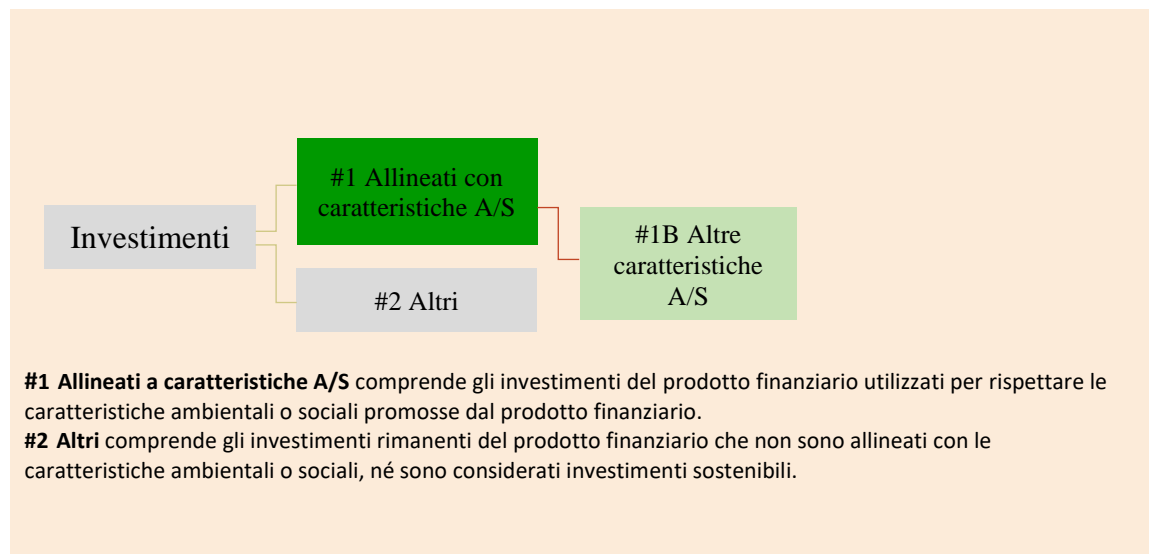 #1 Allineati con
caratteristiche A/S
Investimenti
#1B Altre
caratteristiche
A/S
#2 Altri
#1 Allineati a caratteristiche A/S comprende gli investimenti del prodotto finanziario utilizzati per rispettare le
caratteristiche ambientali o sociali promosse dal prodotto finanziario.
#2 Altri comprende gli investimenti rimanenti del prodotto finanziario che non sono allineati con le
caratteristiche ambientali o sociali, né sono considerati investimenti sostenibili.